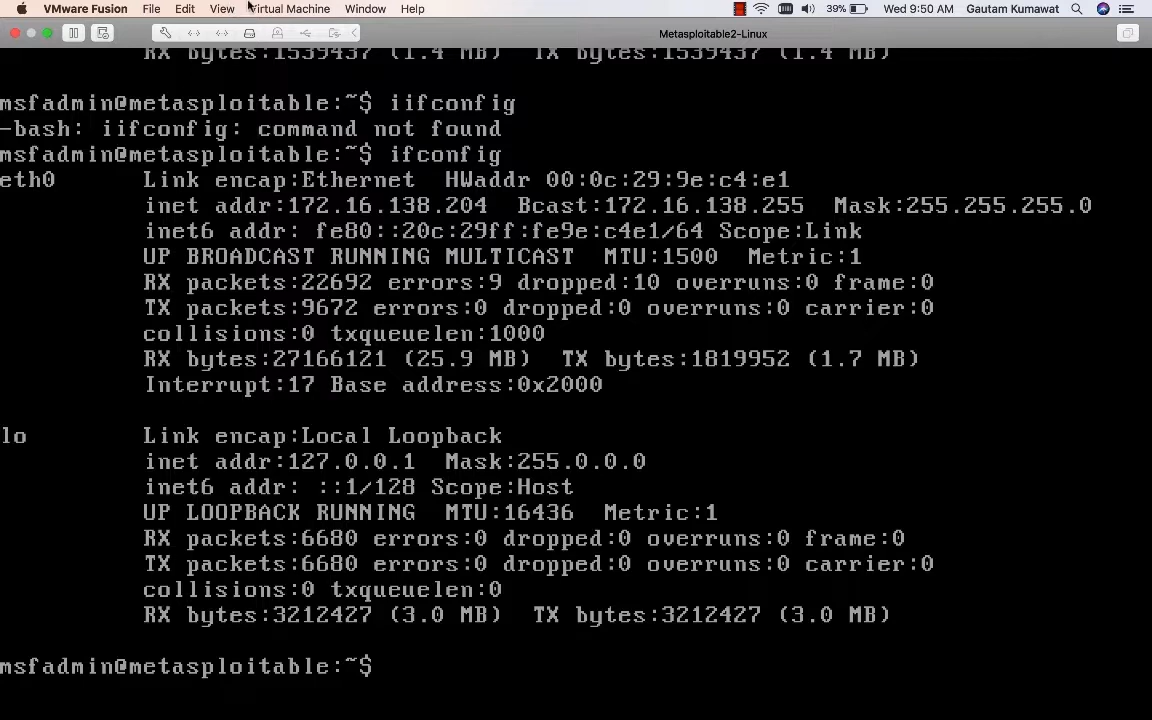 VMware Fusion File Edit View Virtual Machine Window Help 39% Wed 9:50 AM Gautam Kumawat
Metasploitable2-Linux
RX bytes:1539437 (1.4 MB)  TX bytes:1539437 (1.4 MB)
msfadmin@metasploitable:~$ iifconfig
-bash: iifconfig: command not found
msfadmin@metasploitable:~$ ifconfig
eth0      Link encap:Ethernet  HWaddr 00:0c:29:9e:c4:e1
inet addr:172.16.138.204  Bcast:172.16.138.255  Mask:255.255.255.0
inet6 addr: fe80::20c:29ff:fe9e:c4e1/64 Scope:Link
UP BROADCAST RUNNING MULTICAST  MTU:1500  Metric:1
RX packets:22692 errors:9 dropped:10 overruns:0 frame:0
TX packets:9672 errors:0 dropped:0 overruns:0 carrier:0
collisions:0 txqueuelen:1000
RX bytes:27166121 (25.9 MB)  TX bytes:1819952 (1.7 MB)
Interrupt:17 Base address:0x2000
lo        Link encap:Local Loopback
inet addr:127.0.0.1  Mask:255.0.0.0
inet6 addr: ::1/128 Scope:Host
UP LOOPBACK RUNNING  MTU:16436  Metric:1
RX packets:6680 errors:0 dropped:0 overruns:0 frame:0
TX packets:6680 errors:0 dropped:0 overruns:0 carrier:0
collisions:0 txqueuelen:0
RX bytes:3212427 (3.0 MB)  TX bytes:3212427 (3.0 MB)
msfadmin@metasploitable:~$